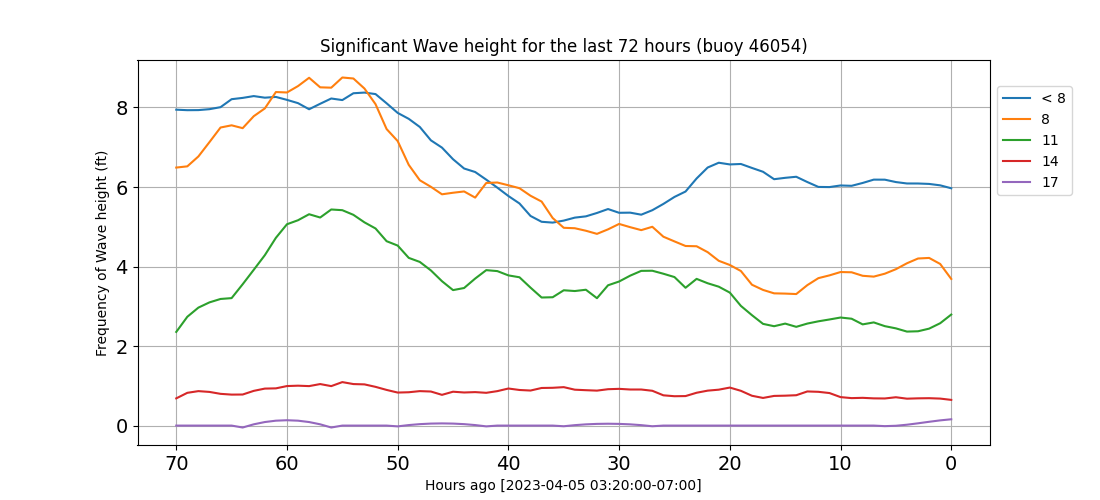 Significant Wave height for the last 72 hours (buoy 46054)
Frequency of Wave height (ft)
8
6
4
2
0
70 60 50 40 30 20 10 0
Hours ago [2023-04-05 03:20:00-07:00]
< 8
8
11
14
17